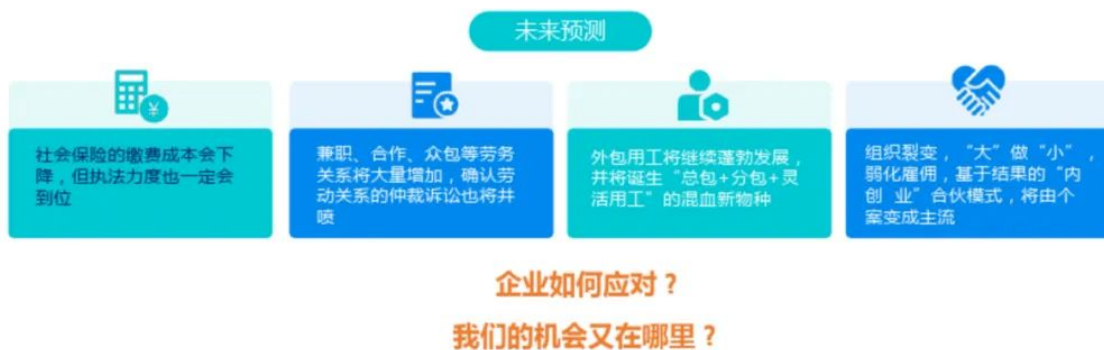 未来预测
¥
社会保险的缴费成本会下
降，但执法力度也一定会
到位
兼职、合作、众包等劳务
关系将大量增加，确认劳
动关系的仲裁诉讼也将井
喷
外包用工将继续蓬勃发展，
并将诞生“总包+分包+灵
活用工”的混血新物种
组织裂变，“大”做“小”，
弱化雇佣，基于结果的“内
创 业”合伙模式，将由个
案变成主流
企业如何应对？
我们的机会又在哪里？